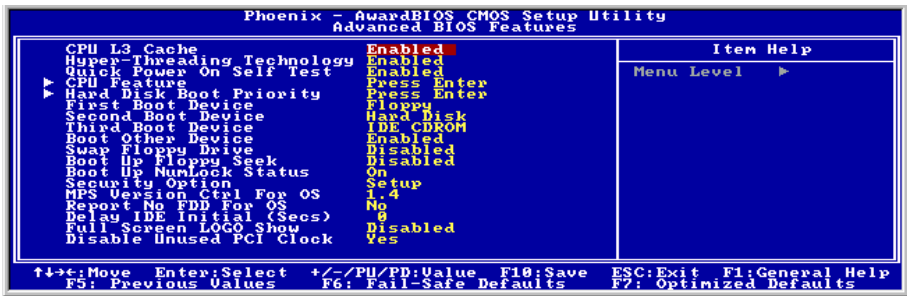 Phoenix - AwardBIOS CMOS Setup Utility
Advanced BIOS Features
CPU L3 Cache Enabled
Hyper-Threading Technology Enabled
Quick Power On Self Test Enabled
► CPU Feature Press Enter
► Hard Disk Boot Priority Press Enter
First Boot Device Floppy
Second Boot Device Hard Disk
Third Boot Device IDE CDROM
Boot Other Device Enabled
Swap Floppy Drive Disabled
Boot Up Floppy Seek Disabled
Boot Up NumLock Status On
Security Option Setup
MPS Version Ctrl For OS 1.4
Report No FDD For OS No
Delay IDE Initial (Secs) 0
Full Screen LOGO Show Disabled
Disable Unused PCI Clock Yes
Item Help
Menu Level ►
↑↓→←:Move Enter:Select +/-/PU/PD:Value F10:Save ESC:Exit F1:General Help
F5: Previous Values F6: Fail-Safe Defaults F7: Optimized Defaults